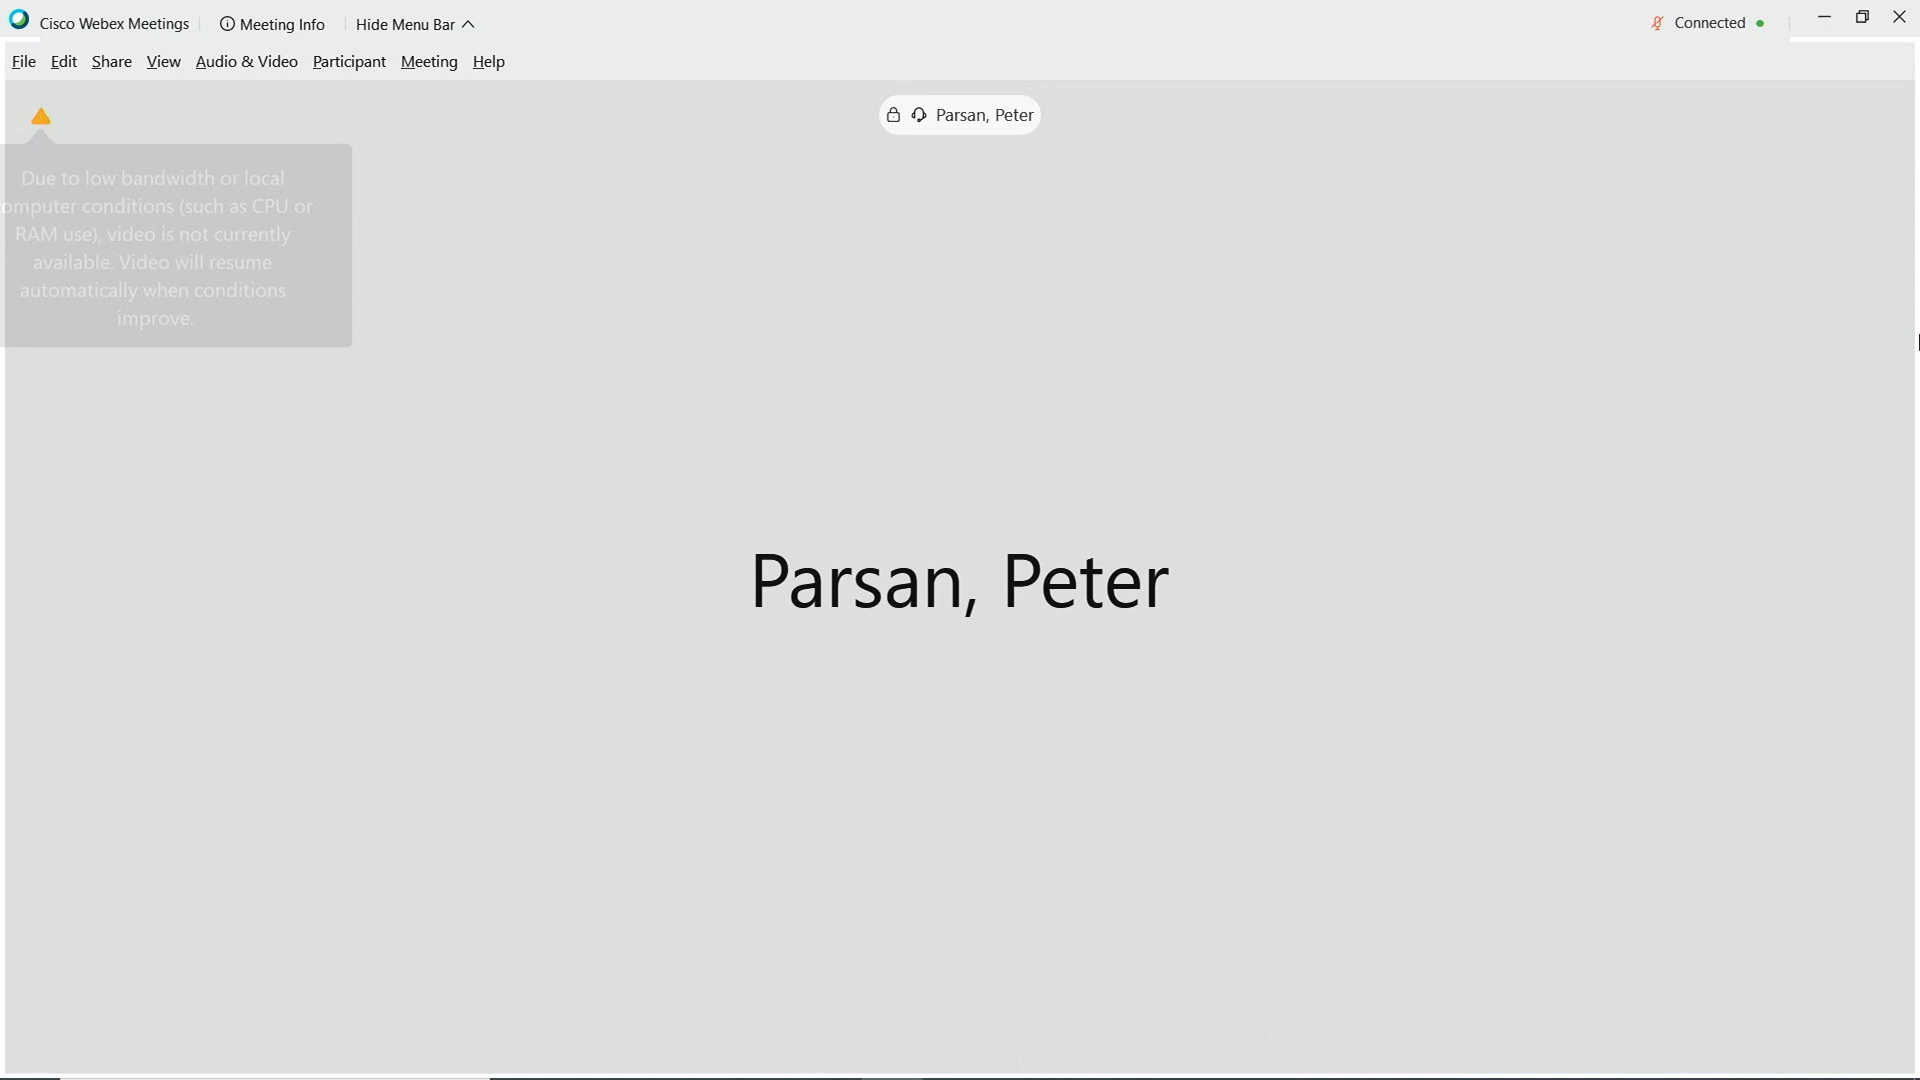 Cisco Webex Meetings Meeting Info Hide Menu Bar Connected
File Edit Share View Audio & Video Participant Meeting Help
Parsan, Peter
Due to low bandwidth or local
omputer conditions (such as CPU or
RAM use), video is not currently
available. Video will resume
automatically when conditions
improve.
Parsan, Peter